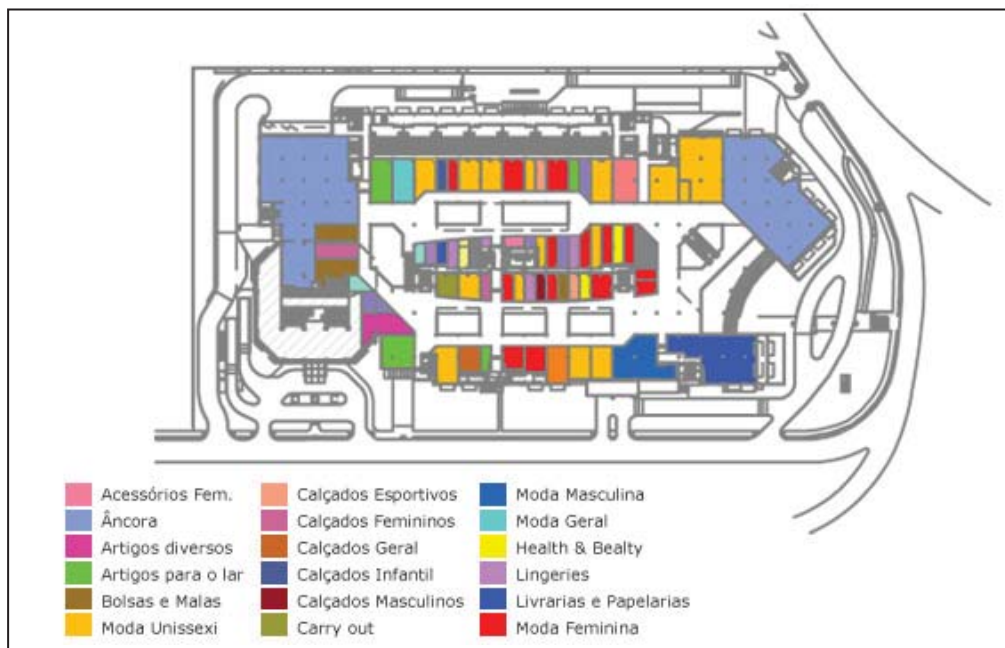 Acessórios Fem.
Âncora
Artigos diversos
Artigos para o lar
Bolsas e Malas
Moda Unissexi
Calçados Esportivos
Calçados Femininos
Calçados Geral
Calçados Infantil
Calçados Masculinos
Carry out
Moda Masculina
Moda Geral
Health & Bealty
Lingeries
Livrarias e Papelarias
Moda Feminina